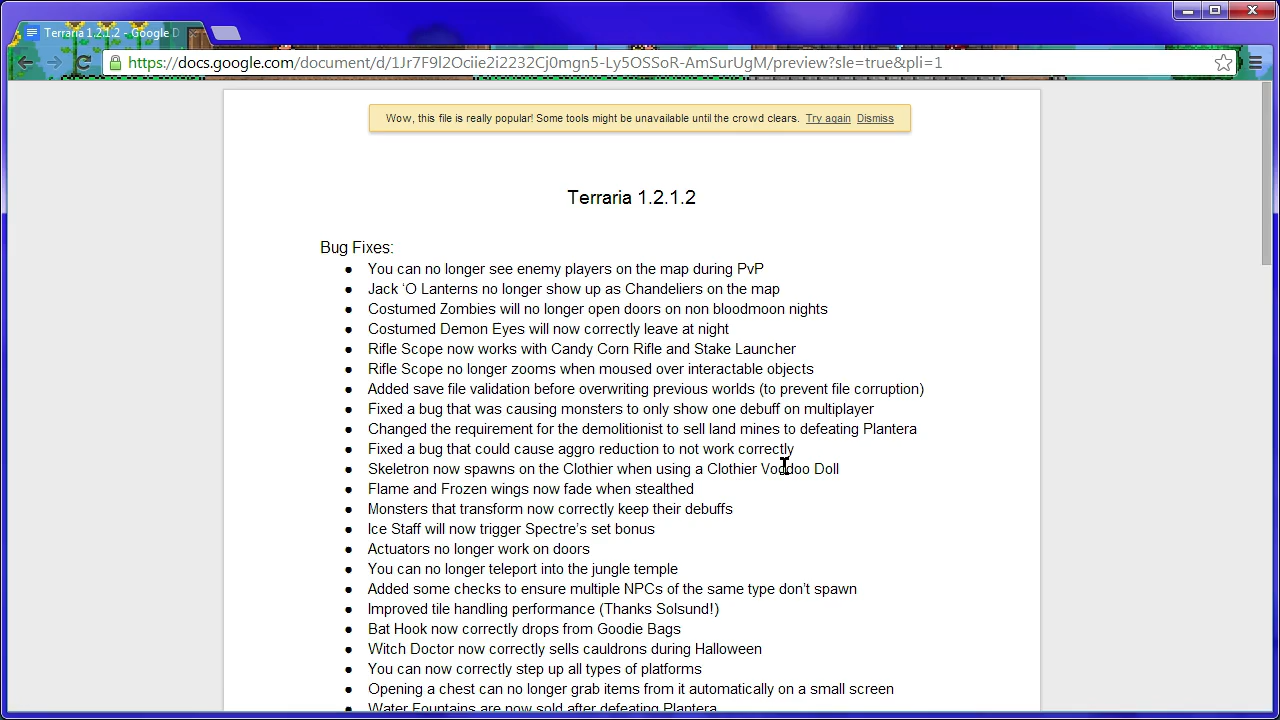 Terraria 1.2.1.2 - Google D
https://docs.google.com/document/d/1Jr7F9I2Ociie2i2232Cj0ngn5-Ly5OSSoR-AmSurUgM/preview?sle=true&pli=1
Wow, this file is really popular! Some tools might be unavailable until the crowd clears. Try again Dismiss
Terraria 1.2.1.2
Bug Fixes:
● You can no longer see enemy players on the map during PvP
● Jack ‘O Lanterns no longer show up as Chandeliers on the map
● Costumed Zombies will no longer open doors on non bloodmoon nights
● Costumed Demon Eyes will now correctly leave at night
● Rifle Scope now works with Candy Corn Rifle and Stake Launcher
● Rifle Scope no longer zooms when moused over interactable objects
● Added save file validation before overwriting previous worlds (to prevent file corruption)
● Fixed a bug that was causing monsters to only show one debuff on multiplayer
● Changed the requirement for the demolitionist to sell land mines to defeating Plantera
● Fixed a bug that could cause aggro reduction to not work correctly
● Skeletron now spawns on the Clothier when using a Clothier Voodoo Doll
● Flame and Frozen wings now fade when stealthed
● Monsters that transform now correctly keep their debuffs
● Ice Staff will now trigger Spectre’s set bonus
● Actuators no longer work on doors
● You can no longer teleport into the jungle temple
● Added some checks to ensure multiple NPCs of the same type don’t spawn
● Improved tile handling performance (Thanks Solsund!)
● Bat Hook now correctly drops from Goodie Bags
● Witch Doctor now correctly sells cauldrons during Halloween
● You can now correctly step up all types of platforms
● Opening a chest can no longer grab items from it automatically on a small screen
● Water Fountains are now sold after defeating Plantera